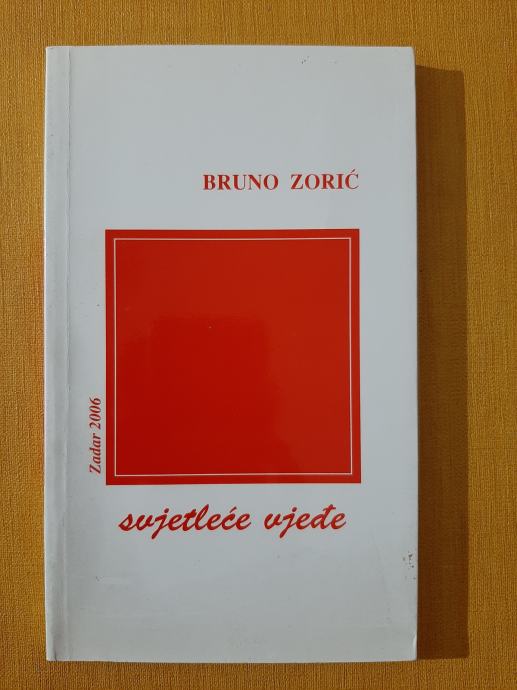 BRUNO ZORIĆ
Zadar 2006
svjetleće vjeđe